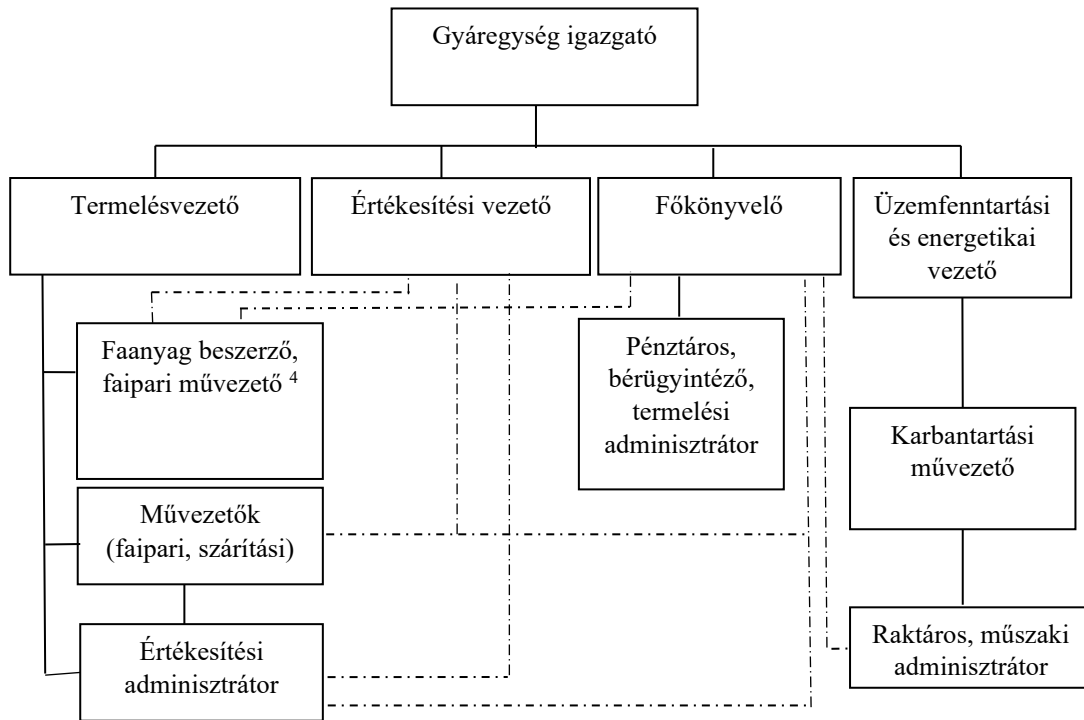 Gyáregység igazgató
Termelésvezető
Értékesítési vezető
Főkönyvelő
Üzemfenntartási
és energetikai
vezető
Faanyag beszerző,
faipari művezető 4
Pénztáros,
bérügyintéző,
termelési
adminisztrátor
Karbantartási
művezető
Művezetők
(faipari, szárítási)
Értékesítési
adminisztrátor
Raktáros, műszaki
adminisztrátor